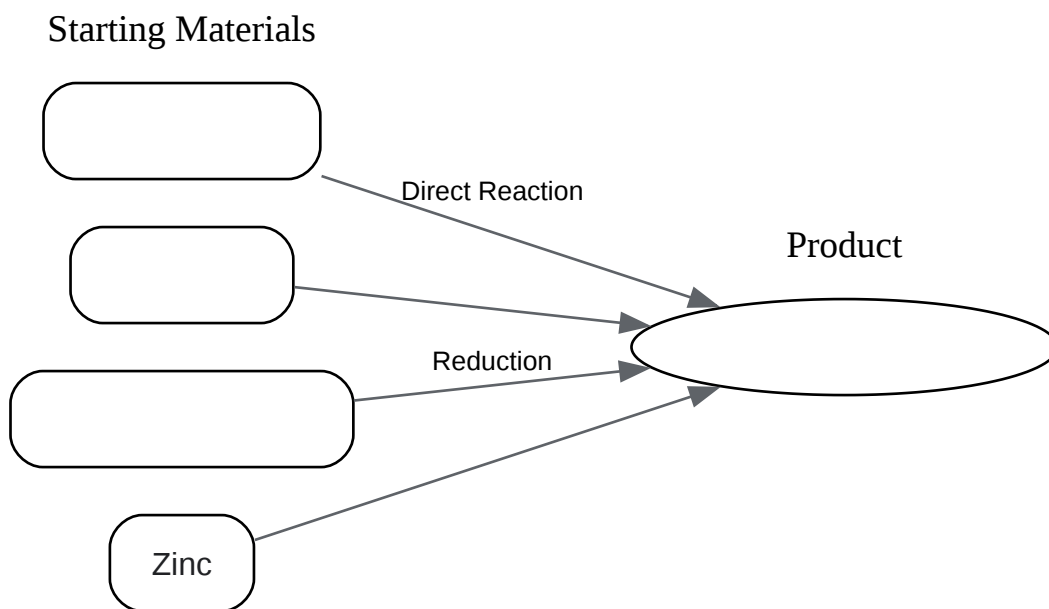 Starting Materials
Direct Reaction
Product
Reduction
Zinc